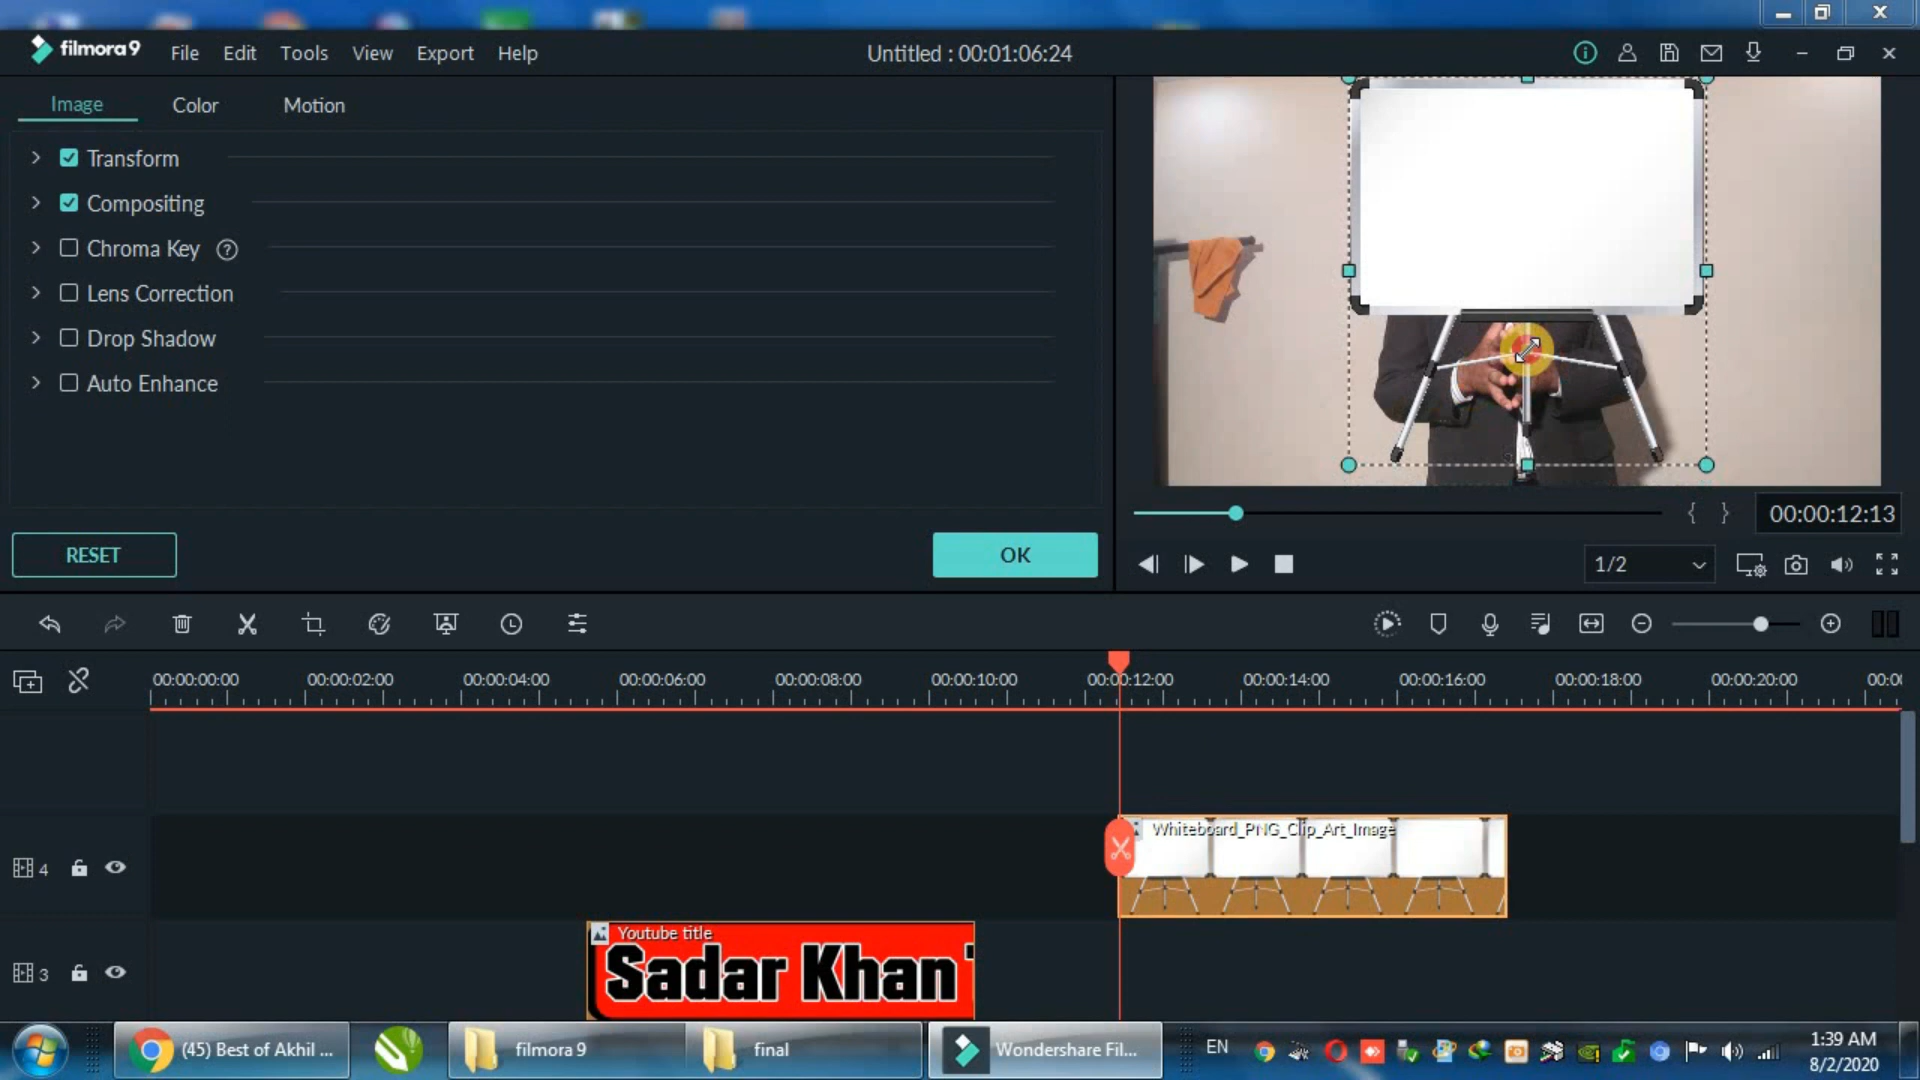 filmora9 File Edit Tools View Export Help Untitled : 00:01:06:24
Image Color Motion
Transform
Compositing
Chroma Key ?
Lens Correction
Drop Shadow
Auto Enhance
RESET OK
{ } 00:00:12:13
1/2
00:00:00:00 00:00:02:00 00:00:04:00 00:00:06:00 00:00:08:00 00:00:10:00 00:00:12:00 00:00:14:00 00:00:16:00 00:00:18:00 00:00:20:00 00:0
Whiteboard_PNG_Clip_Art_Image
4
Youtube title
Sadar Khan
3
(45) Best of Akhil ... filmora 9 final Wondershare Fil... EN 1:39 AM
8/2/2020